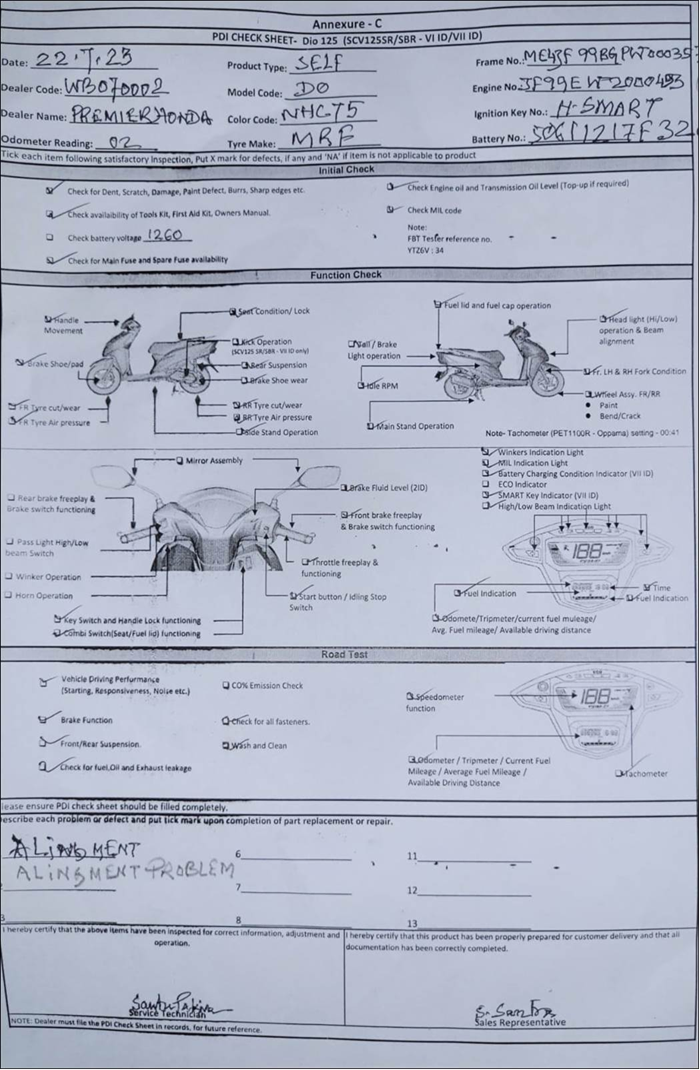 Annexure - C
PDI CHECK SHEET- Dio 125 (SCV125SR/SBR - VI ID/VII ID)
Date: 22.7.23 Product Type: SELF Frame No.:
Dealer Code: WB070002 Model Code: DO Engine No:
Dealer Name: PREMIER HONDA Color Code: NHC75 Ignition Key No.: H-SMART
Odometer Reading: 02 Tyre Make: MRF Battery No.:
Tick each item following satisfactory inspection, Put X mark for defects, if any and 'NA' if item is not applicable to product
Initial Check
Check for Dent, Scratch, Damage, Paint Defect, Burrs, Sharp edges etc.
Check Engine oil and Transmission Oil Level (Top-up if required)
Check availaibility of Tools Kit, First Aid Kit, Owners Manual.
Check MIL code
Check battery voltage 1260
Note:
FBT Tester reference no. - -
YTZ6V : 34
Check for Main Fuse and Spare Fuse availability
Function Check
Handle Movement
Seat Condition/ Lock
Fuel lid and fuel cap operation
Head light (Hi/Low)
operation & Beam
alignment
Kick Operation
(SCV125 SR/SBR - VII ID only)
Rear Suspension
Brake Shoe wear
/ Brake
Light operation
Brake Shoe/pad
Idle RPM
Fr. LH & RH Fork Condition
Wheel Assy. FR/RR
• Paint
• Bend/Crack
FR Tyre cut/wear
FR Tyre Air pressure
RR Tyre cut/wear
RR Tyre Air pressure
Side Stand Operation
Main Stand Operation
Note- Tachometer (PET1100R - Oppama) setting - 00:41
Mirror Assembly
Winkers Indication Light
MIL Indication Light
Battery Charging Condition Indicator (VII ID)
ECO Indicator
SMART Key Indicator (VII ID)
High/Low Beam Indication Light
Rear brake freeplay &
Brake switch functioning
Brake Fluid Level (2ID)
Front brake freeplay
& Brake switch functioning
Pass Light High/Low
beam Switch
Throttle freeplay &
functioning
188
Winker Operation
Horn Operation
Start button / Idling Stop
Switch
Fuel Indication
Time
Fuel Indication
Key Switch and Handle Lock functioning
Combi Switch(Seat/Fuel lid) functioning
Odomete/Tripmeter/current fuel muleage/
Avg. Fuel mileage/ Available driving distance
Road Test
Vehicle Driving Performance
(Starting, Responsiveness, Noise etc.)
CO% Emission Check
Speedometer
function
188
Brake Function
Check for all fasteners.
Front/Rear Suspension.
Wash and Clean
Check for fuel,Oil and Exhaust leakage
Odometer / Tripmeter / Current Fuel
Mileage / Average Fuel Mileage /
Available Driving Distance
Tachometer
lease ensure PDI check sheet should be filled completely.
escribe each problem or defect and put tick mark upon completion of part replacement or repair.
ALINGMENT 6 11
ALINGMENT PROBLEM
7 12
3 8 13
I hereby certify that the above items have been inspected for correct information, adjustment and
operation.
I hereby certify that this product has been properly prepared for customer delivery and that all
documentation has been correctly completed.
Service Technician
Sales Representative
NOTE: Dealer must file the PDI Check Sheet in records, for future reference.